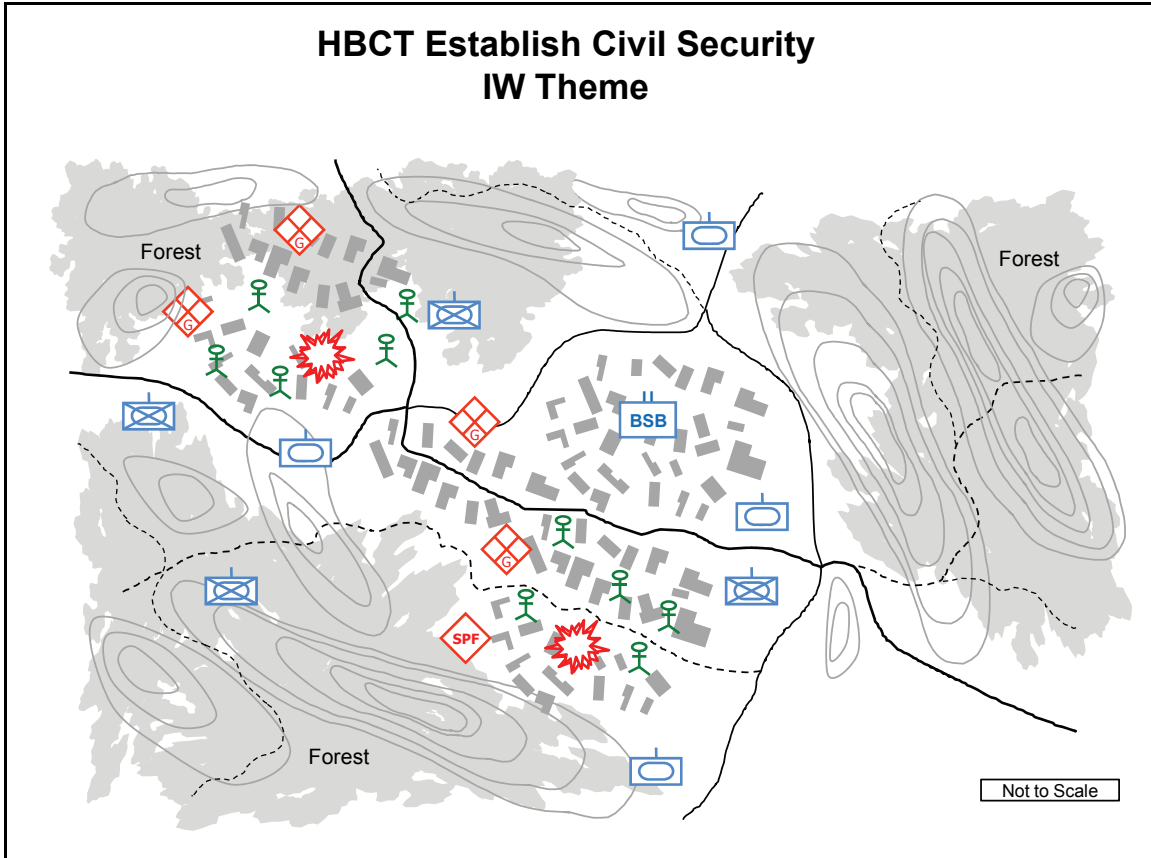 HBCT Establish Civil Security
IW Theme
Forest
Forest
G
G
G
BSB
G
SPF
Forest
Not to Scale